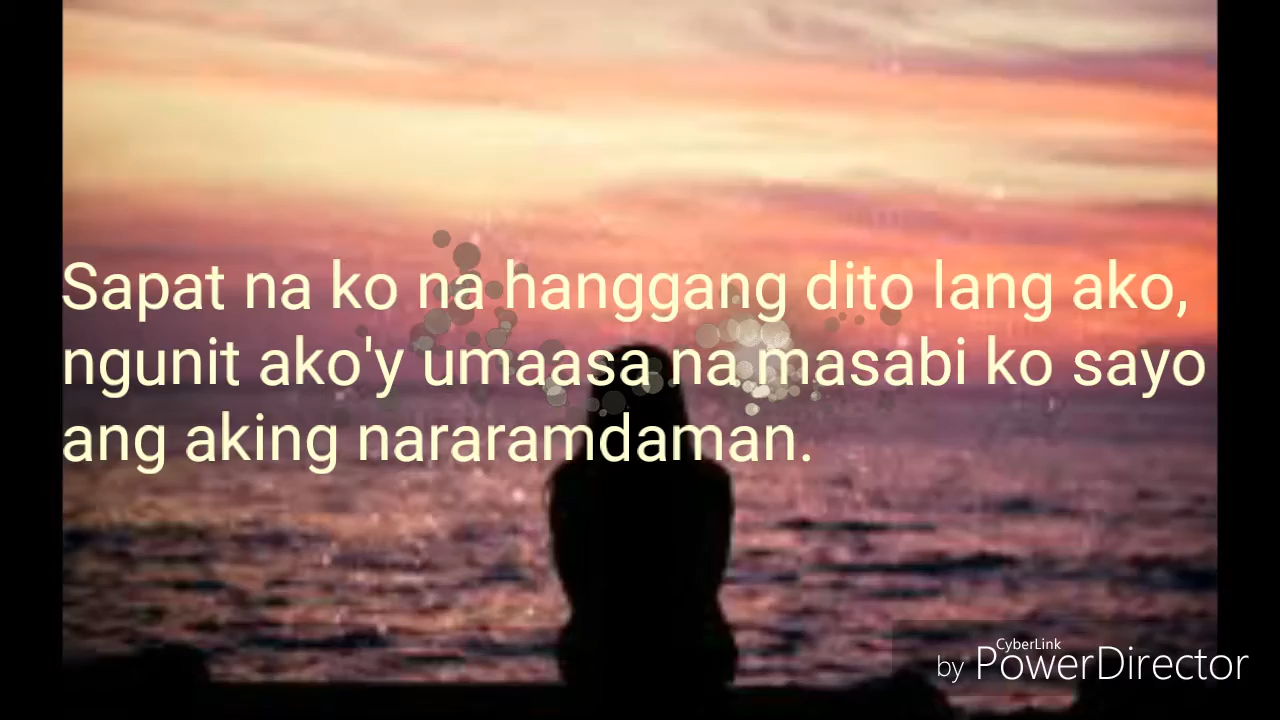 Sapat na ko na hanggang dito lang ako,
ngunit ako'y umaasa na masabi ko sayo
ang aking nararamdaman.
CyberLink
by PowerDirector